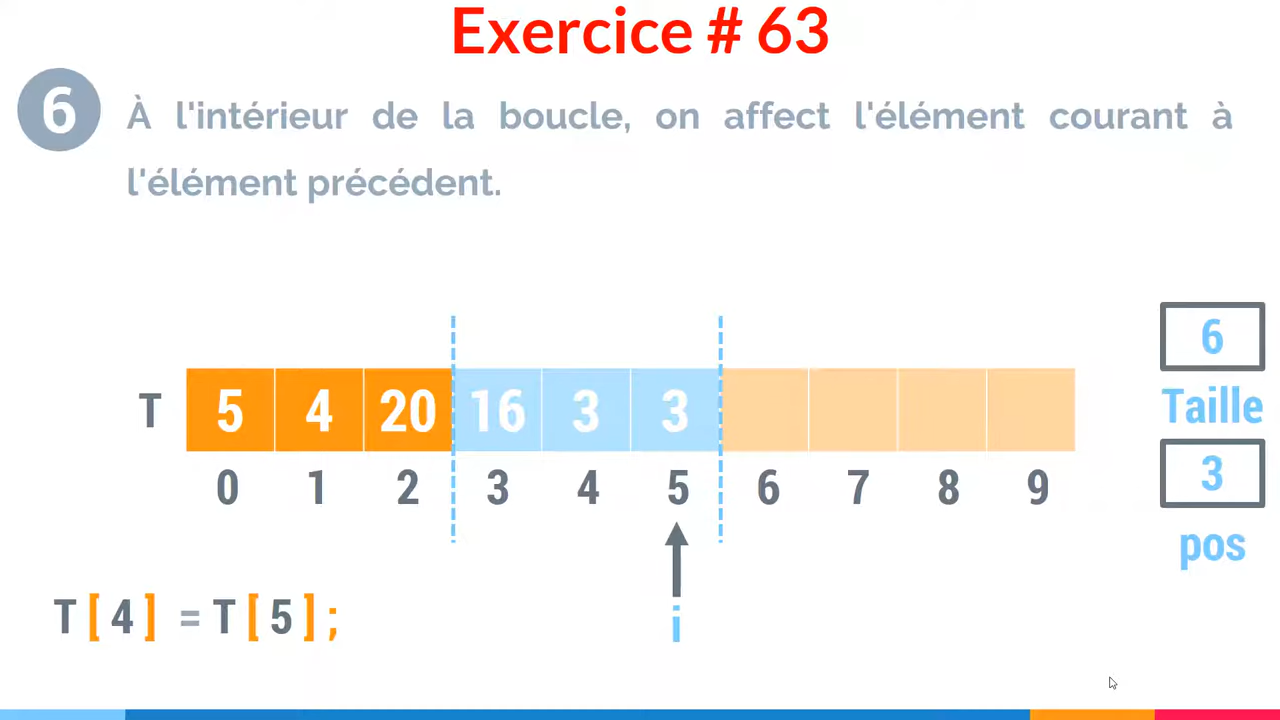 Exercice # 63
6
À l'intérieur de la boucle, on affect l'élément courant à
l'élément précédent.
6
T 5 4 20 16 3 3
Taille
0 1 2 3 4 5 6 7 8 9
3
pos
T [ 4 ] = T [ 5 ] ;
i